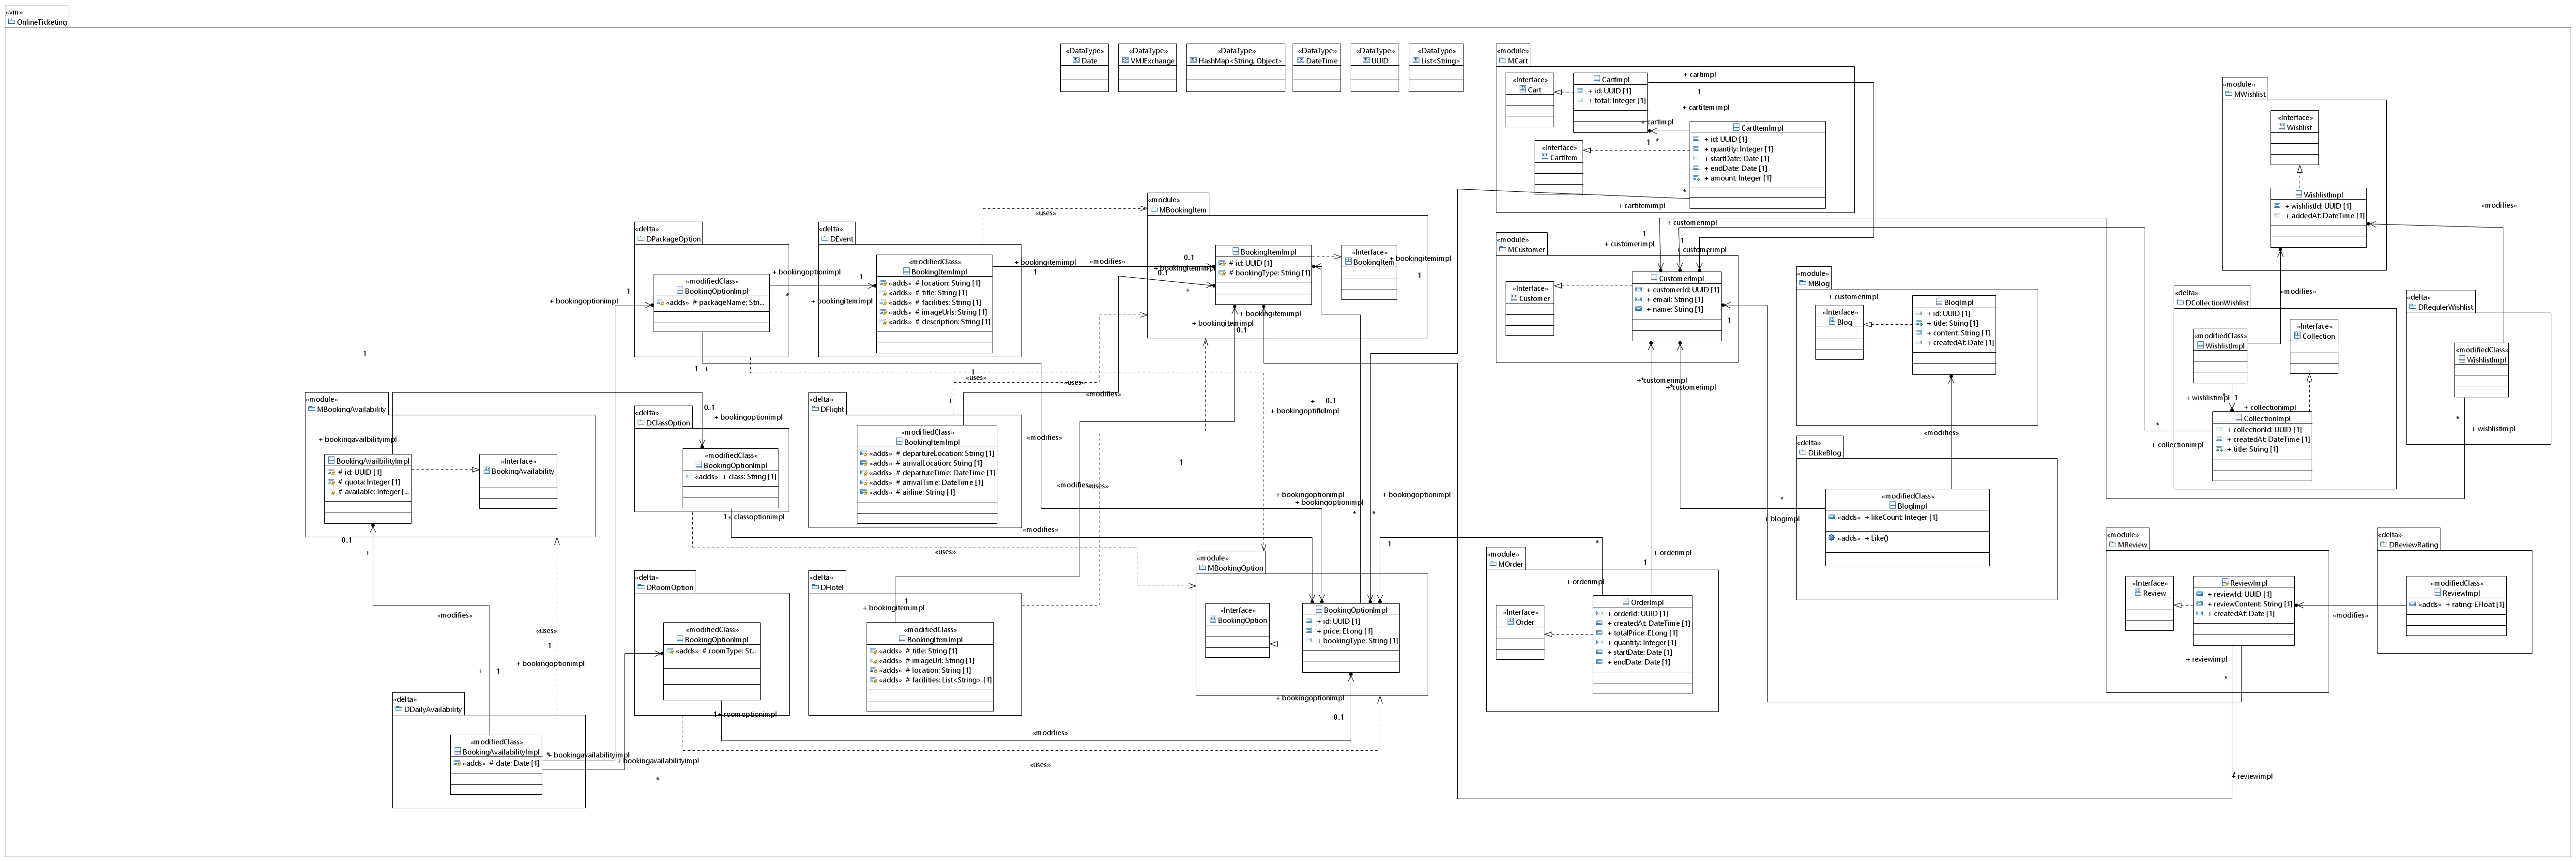 «vm»
OnlineTicketing
«DataType»
Date
«DataType»
VMJExchange
«DataType»
HashMap<String, Object>
«DataType»
DateTime
«DataType»
UUID
«DataType»
List<String>
«module»
MCart
«Interface»
Cart
CartImpl
+ id: UUID [1]
+ total: Integer [1]
«Interface»
CartItem
CartItemImpl
+ id: UUID [1]
+ quantity: Integer [1]
+ startDate: Date [1]
+ endDate: Date [1]
+ amount: Integer [1]
+ cartimpl
1
+ cartitemimpl
+ cartimpl
1
*
*
+ cartitemimpl
«module»
MWishlist
«Interface»
Wishlist
WishlistImpl
+ wishlistId: UUID [1]
+ addedAt: DateTime [1]
«modifies»
«modifies»
«delta»
DPackageOption
«modifiedClass»
BookingOptionImpl
«adds» # packageName: Stri...
+ bookingoptionimpl
1
+ bookingoptionimpl
*
«delta»
DEvent
«modifiedClass»
BookingItemImpl
«adds» # location: String [1]
«adds» # title: String [1]
«adds» # facilities: String [1]
«adds» # imageUrls: String [1]
«adds» # description: String [1]
1
+ bookingitemimpl
«uses»
+ bookingitemimpl
1
«modifies»
«module»
MBookingItem
BookingItemImpl
# id: UUID [1]
# bookingType: String [1]
«Interface»
BookingItem
0..1
+ bookingitemimpl
0..1
+ bookingitemimpl
1
*
+ bookingitemimpl
+ bookingitemimpl
0..1
«module»
MCustomer
«Interface»
Customer
CustomerImpl
+ customerId: UUID [1]
+ email: String [1]
+ name: String [1]
+ customerimpl
1
+ customerimpl
1
+ customerimpl
1
+ customerimpl
+ customerimpl
+ customerimpl
«module»
MBlog
«Interface»
Blog
BlogImpl
+ id: UUID [1]
+ title: String [1]
+ content: String [1]
+ createdAt: Date [1]
«modifies»
«delta»
DLikeBlog
«modifiedClass»
BlogImpl
«adds» + likeCount: Integer [1]
«adds» + Like()
*
+ blogimpl
«delta»
DCollectionWishlist
«modifiedClass»
WishlistImpl
«Interface»
Collection
CollectionImpl
+ collectionId: UUID [1]
+ createdAt: DateTime [1]
+ title: String [1]
+ wishlistimpl
*
1
+ collectionimpl
*
+ collectionimpl
«delta»
DRegulerWishlist
«modifiedClass»
WishlistImpl
*
+ wishlistimpl
«module»
MBookingAvailability
BookingAvailbilityImpl
# id: UUID [1]
# quota: Integer [1]
# available: Integer [...
«Interface»
BookingAvailability
+ bookingavailbilityimpl
1
0..1
*
«modifies»
*
1
«uses»
1
+ bookingoptionimpl
«delta»
DDailyAvailability
«modifiedClass»
BookingAvailabilityImpl
«adds» # date: Date [1]
+ bookingavailabilityimpl
+ bookingavailabilityimpl
*
«delta»
DClassOption
«modifiedClass»
BookingOptionImpl
«adds» + class: String [1]
0..1
+ bookingoptionimpl
1
+ classoptionimpl
1
*
«modifies»
«uses»
«delta»
DFlight
«modifiedClass»
BookingItemImpl
«adds» # departureLocation: String [1]
«adds» # arrivalLocation: String [1]
«adds» # departureTime: DateTime [1]
«adds» # arrivalTime: DateTime [1]
«adds» # airline: String [1]
*
1
«uses»
«uses»
«modifies»
«modifies»
«modifies»
«uses»
1
*
0..1
+ bookingoptionimpl
0..1
«delta»
DRoomOption
«modifiedClass»
BookingOptionImpl
«adds» # roomType: St...
1
+ roomoptionimpl
«modifies»
«uses»
«delta»
DHotel
«modifiedClass»
BookingItemImpl
«adds» # title: String [1]
«adds» # imageUrl: String [1]
«adds» # location: String [1]
«adds» # facilities: List<String> [1]
1
+ bookingitemimpl
«module»
MBookingOption
«Interface»
BookingOption
BookingOptionImpl
+ id: UUID [1]
+ price: ELong [1]
+ bookingType: String [1]
+ bookingoptionimpl
+ bookingoptionimpl
+ bookingoptionimpl
*
*
1
+ bookingoptionimpl
0..1
«module»
MOrder
«Interface»
Order
OrderImpl
+ orderId: UUID [1]
+ createdAt: DateTime [1]
+ totalPrice: ELong [1]
+ quantity: Integer [1]
+ startDate: Date [1]
+ endDate: Date [1]
*
+ orderimpl
+ orderimpl
1
«module»
MReview
«Interface»
Review
ReviewImpl
+ reviewId: UUID [1]
+ reviewContent: String [1]
+ createdAt: Date [1]
«modifies»
+ reviewimpl
*
+ reviewimpl
«delta»
DReviewRating
«modifiedClass»
ReviewImpl
«adds» + rating: EFloat [1]